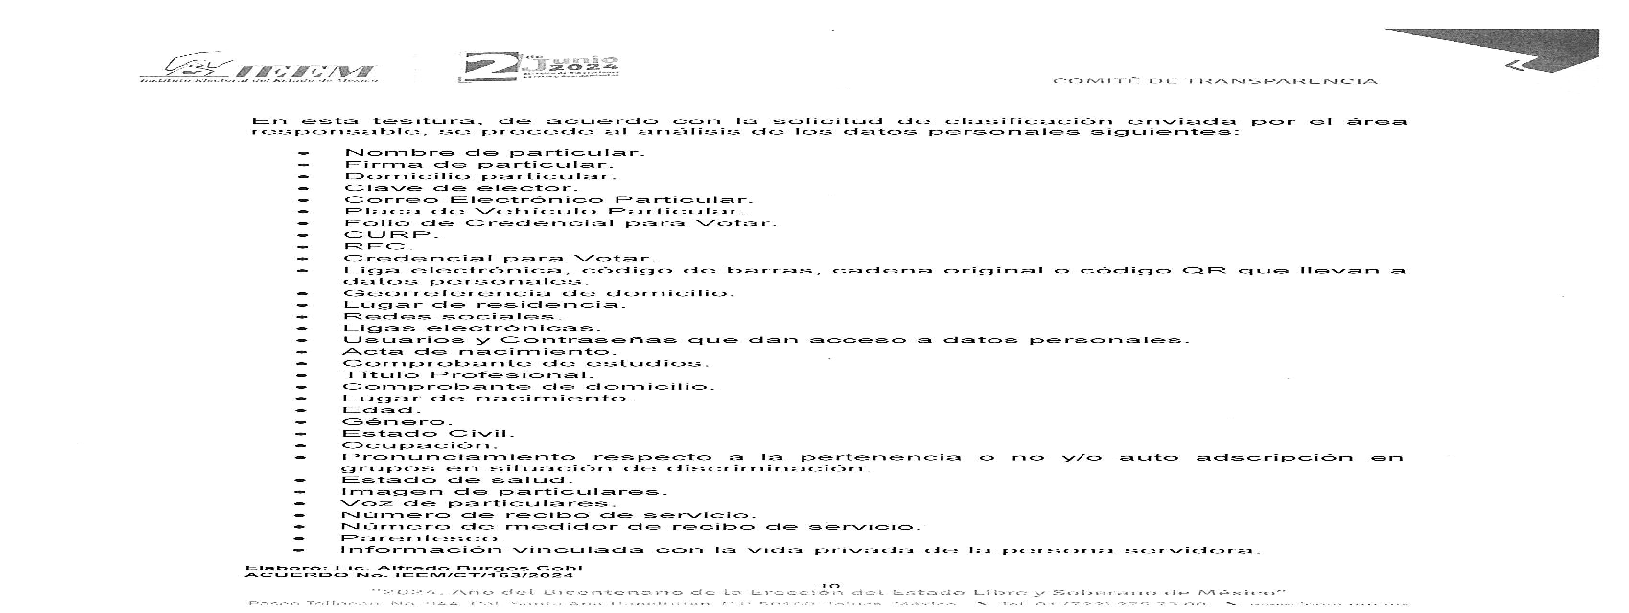 IEEM
Instituto Electoral del Estado de México
2 de Junio
2024
COMITÉ DE TRANSPARENCIA
En esta tesitura, de acuerdo con la solicitud de clasificación enviada por el área
responsable, se procede al análisis de los datos personales siguientes:
• Nombre de particular.
• Firma de particular.
• Domicilio particular.
• Clave de elector.
• Correo Electrónico Particular.
• Placa de Vehículo Particular.
• Folio de Credencial para Votar.
• CURP.
• RFC.
• Credencial para Votar.
• Liga electrónica, código de barras, cadena original o código QR que llevan a
datos personales.
• Georreferencia de domicilio.
• Lugar de residencia.
• Redes sociales.
• Ligas electrónicas.
• Usuarios y Contraseñas que dan acceso a datos personales.
• Acta de nacimiento.
• Comprobante de estudios.
• Título Profesional.
• Comprobante de domicilio.
• Lugar de nacimiento.
• Edad.
• Género.
• Estado Civil.
• Ocupación.
• Pronunciamiento respecto a la pertenencia o no y/o auto adscripción en
grupos en situación de discriminación.
• Estado de salud.
• Imagen de particulares.
• Voz de particulares.
• Número de recibo de servicio.
• Número de medidor de recibo de servicio.
• Parentesco
• Información vinculada con la vida privada de la persona servidora.
Elaboró: Lic. Alfredo Burgos Cohl
ACUERDO No. IEEM/CT/163/2024
10
"2024. Año del Bicentenario de la Erección del Estado Libre y Soberano de México"